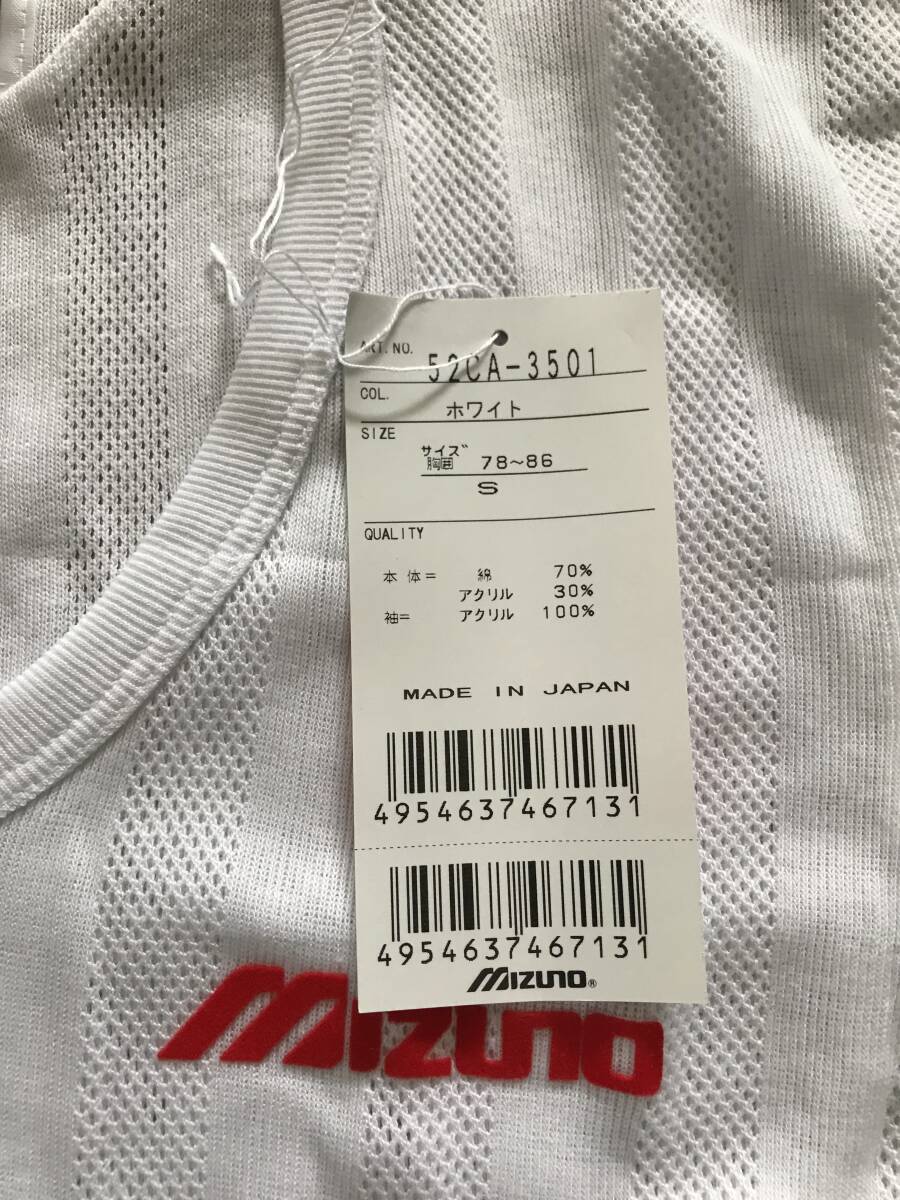 ART.NO. 52CA-3501
COL. ホワイト
SIZE
サイズ
胸囲 78~86
S
QUALITY
本体= 綿 70%
アクリル 30%
袖= アクリル 100%
MADE IN JAPAN
4954637467131
4954637467131
MIZUNO®
MIZUNO